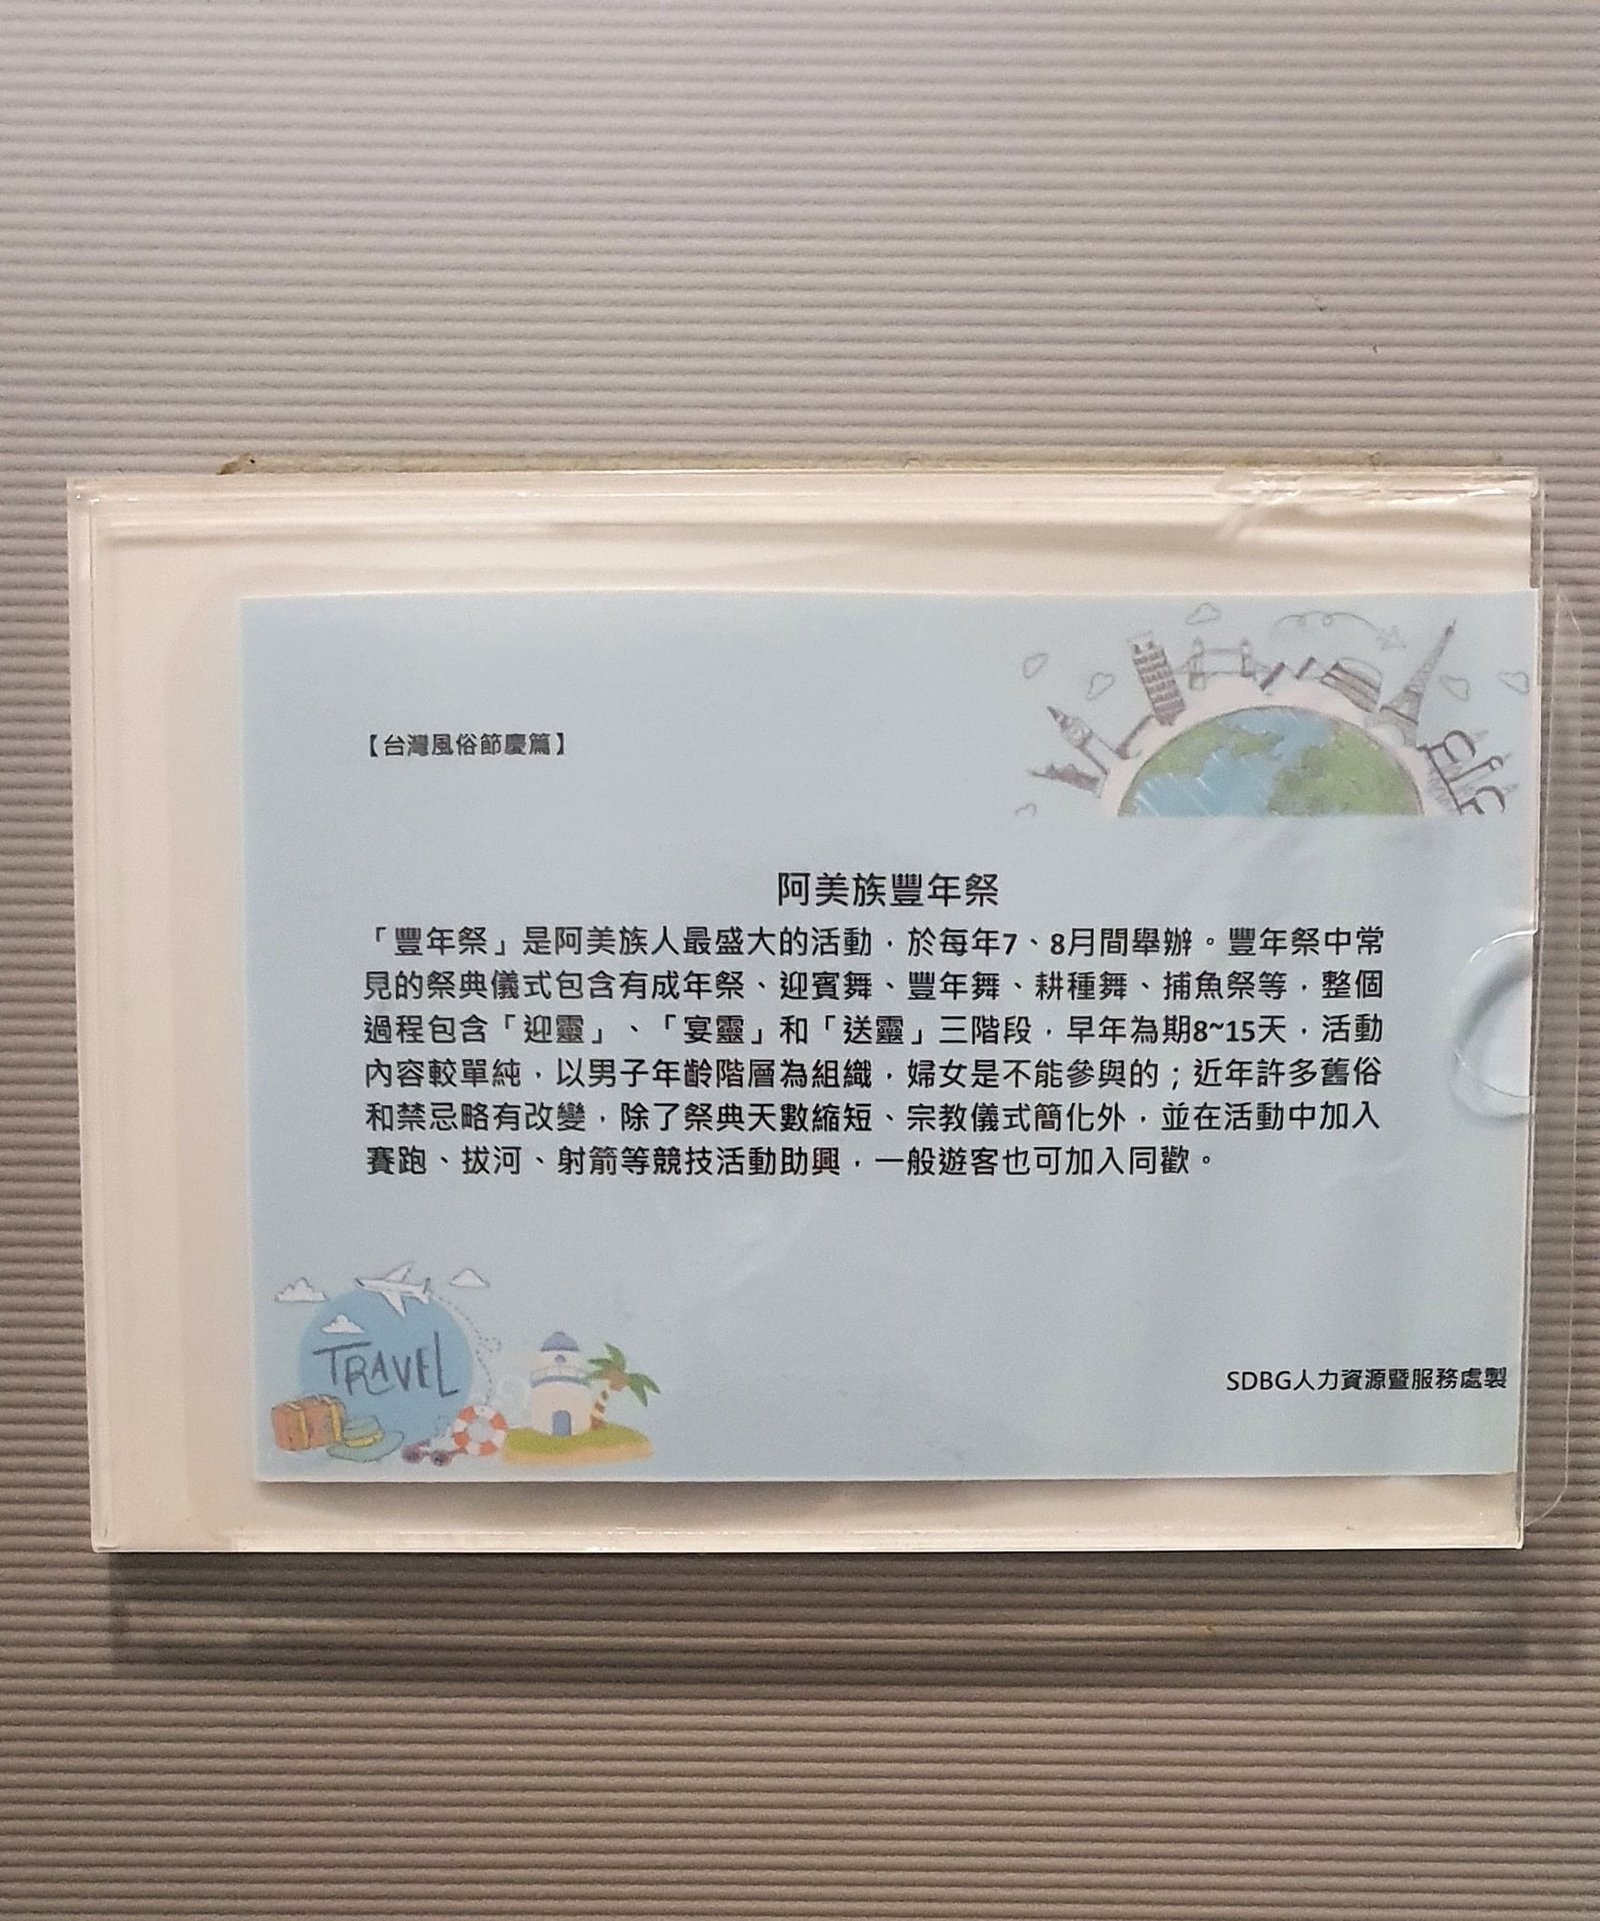 【台灣風俗節慶篇】
阿美族豐年祭
「豐年祭」是阿美族人最盛大的活動，於每年7、8月間舉辦。豐年祭中常
見的祭典儀式包含有成年祭、迎賓舞、豐年舞、耕種舞、捕魚祭等，整個
過程包含「迎靈」、「宴靈」和「送靈」三階段，早年為期8~15天，活動
內容較單純，以男子年齡階層為組織，婦女是不能參與的；近年許多舊俗
和禁忌略有改變，除了祭典天數縮短、宗教儀式簡化外，並在活動中加入
賽跑、拔河、射箭等競技活動助興，一般遊客也可加入同歡。
TRAVEL
SDBG人力資源暨服務處製